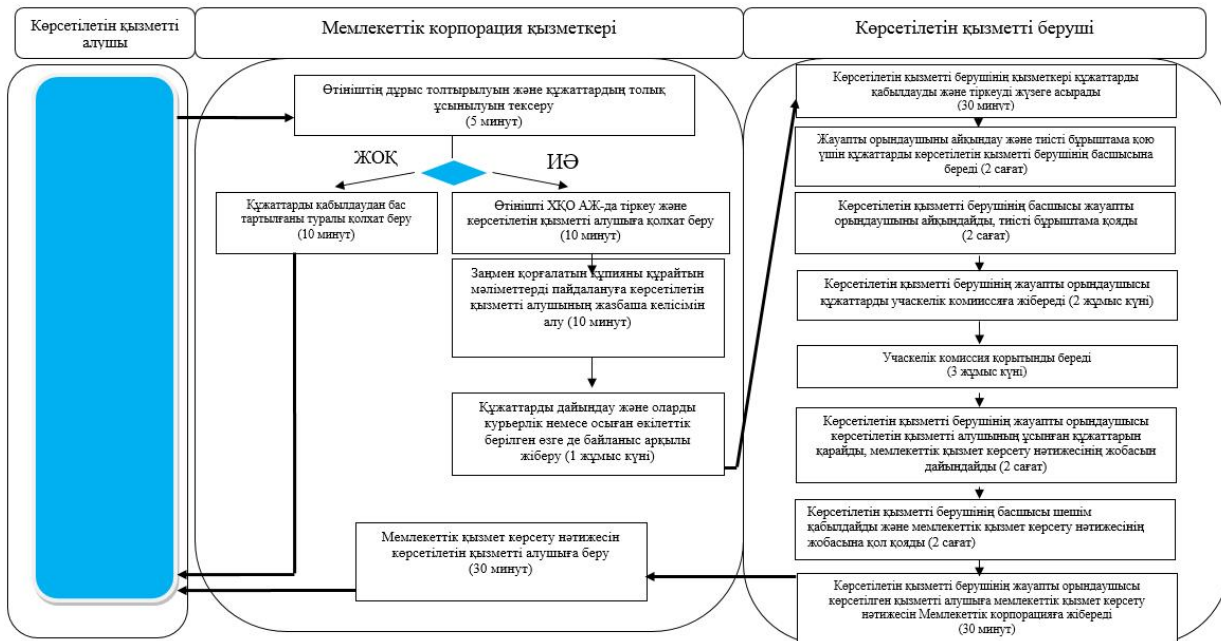 Көрсетілетін қызметті
алушы
Мемлекеттік корпорация қызметкері
Көрсетілетін қызметті беруші
Өтініштің дұрыс толтырылуын және құжаттардың толық
ұсынылуын тексеру
(5 минут)
ЖОҚ
ИӘ
Құжаттарды қабылдаудан бас
тартылғаны туралы қолхат беру
(10 минут)
Өтінішті ХҚО АЖ-да тіркеу және
көрсетілетін қызметті алушыға қолхат беру
(10 минут)
Заңмен қорғалатын құпияны құрайтын
мәліметтерді пайдалануға көрсетілетін
қызметті алушының жазбаша келісімін
алу (10 минут)
Құжаттарды дайындау және оларды
курьерлік немесе осыған өкілеттік
берілген өзге де байланыс арқылы
жіберу (1 жұмыс күні)
Мемлекеттік қызмет көрсету нәтижесін
көрсетілетін қызметті алушыға беру
(30 минут)
Көрсетілетін қызметті берушінің қызметкері құжаттарды
қабылдауды және тіркеуді жүзеге асырады
(30 минут)
Жауапты орындаушыны айқындау және тиісті бұрыштама қою
үшін құжаттарды көрсетілетін қызметті берушінің басшысына
береді (2 сағат)
Көрсетілетін қызметті берушінің басшысы жауапты
орындаушыны айқындайды, тиісті бұрыштама қояды
(2 сағат)
Көрсетілетін қызметті берушінің жауапты орындаушысы
құжаттарды учаскелік комииссяға жібереді (2 жұмыс күні)
Учаскелік комиссия қорытынды береді
(3 жұмыс күні)
Көрсетілетін қызметті берушінің жауапты орындаушысы
көрсетілетін қызметті алушының ұсынған құжаттарын
қарайды, мемлекеттік қызмет көрсету нәтижесінің жобасын
дайындайды (2 сағат)
Көрсетілетін қызметті берушінің басшысы шешім
қабылдайды және мемлекеттік қызмет көрсету нәтижесінің
жобасына қол қояды (2 сағат)
Көрсетілетін қызметті берушінің жауапты орындаушысы
көрсетілген қызметті алушыға мемлекеттік қызмет көрсету
нәтижесін Мемлекеттік корпорацияға жібереді
(30 минут)